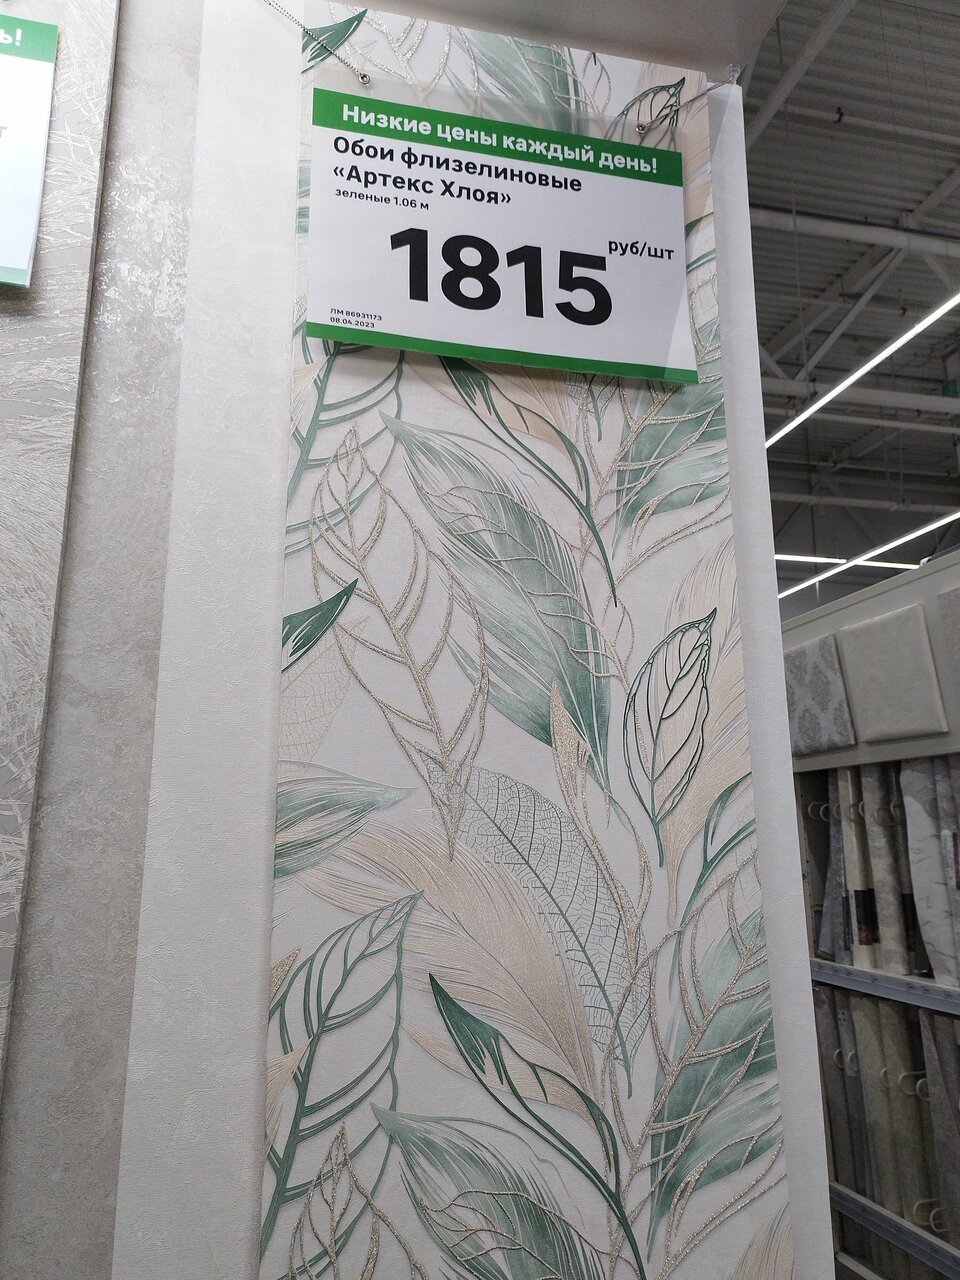 ь!
т
Низкие цены каждый день!
Обои флизелиновые
«Артекс Хлоя»
зеленые 1.06 м
1815 руб/шт
ЛМ 86931173
08.04.2023